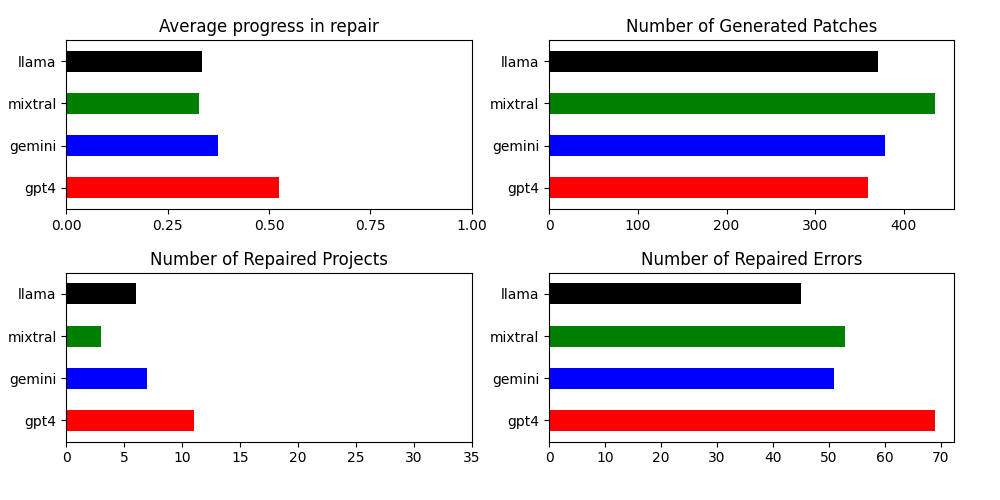 Average progress in repair
llama
mixtral
gemini
gpt4
0.00 0.25 0.50 0.75 1.00
Number of Generated Patches
llama
mixtral
gemini
gpt4
0 100 200 300 400
Number of Repaired Projects
llama
mixtral
gemini
gpt4
0 5 10 15 20 25 30 35
Number of Repaired Errors
llama
mixtral
gemini
gpt4
0 10 20 30 40 50 60 70